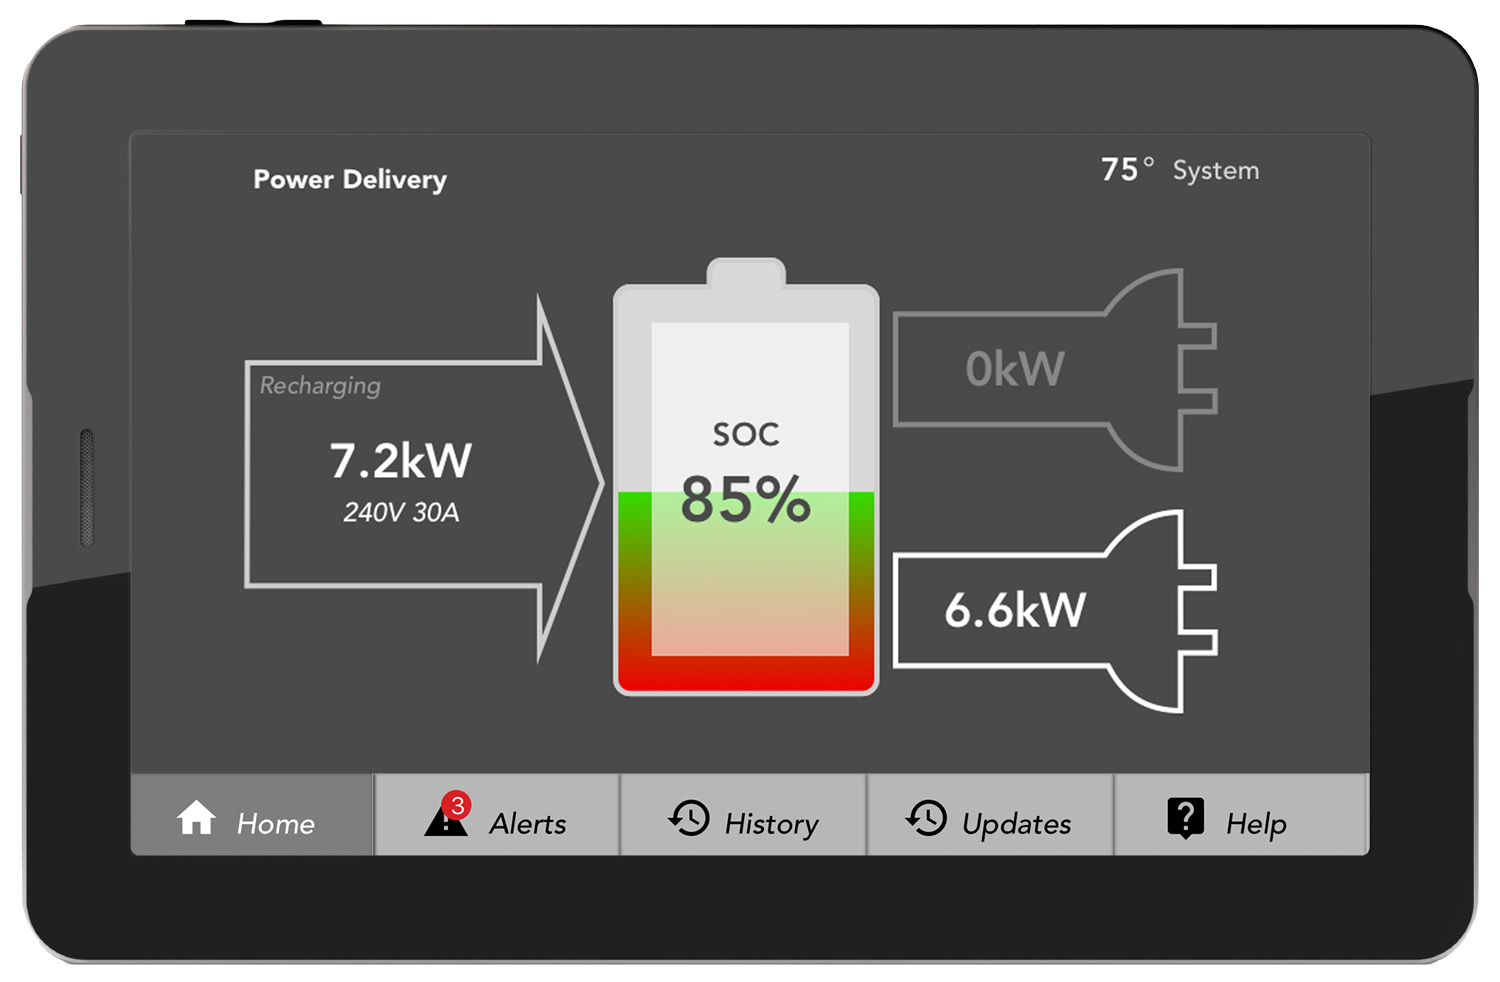 Power Delivery
75° System
Recharging
7.2kW
240V 30A
SOC
85%
0kW
6.6kW
Home
3
Alerts
History
Updates
?
Help